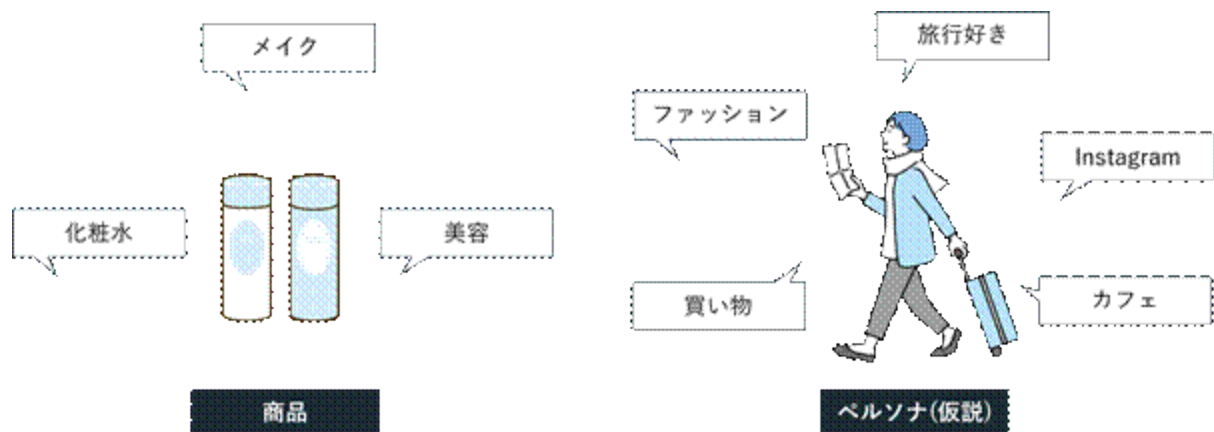 メイク
化粧水
美容
商品
旅行好き
ファッション
Instagram
買い物
カフェ
ペルソナ(仮説)